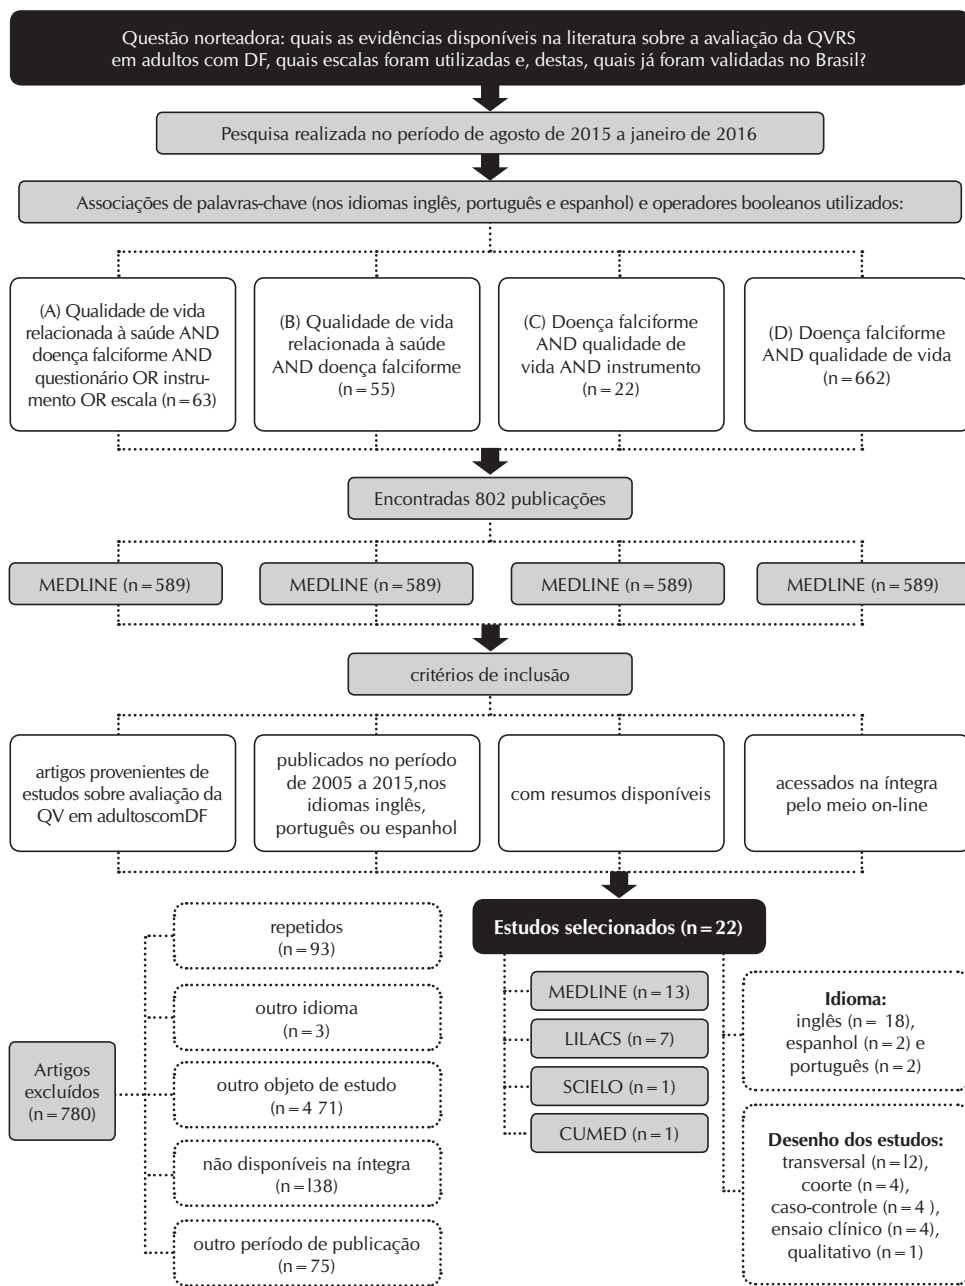 Questão norteadora: quais as evidências disponíveis na literatura sobre a avaliação da QVRS
em adultos com DF, quais escalas foram utilizadas e, destas, quais já foram validadas no Brasil?
Pesquisa realizada no período de agosto de 2015 a janeiro de 2016
Associações de palavras-chave (nos idiomas inglês, português e espanhol) e operadores booleanos utilizados:
(A) Qualidade de vida
relacionada à saúde AND
doença falciforme AND
questionário OR instru-
mento OR escala (n=63)
(B) Qualidade de vida
relacionada à saúde
AND doença falciforme
(n=55)
(C) Doença falciforme
AND qualidade de
vida AND instrumento
(n=22)
(D) Doença falciforme
AND qualidade de vida
(n=662)
Encontradas 802 publicações
MEDLINE (n=589)
MEDLINE (n=589)
MEDLINE (n=589)
MEDLINE (n=589)
critérios de inclusão
artigos provenientes de
estudos sobre avaliação da
QV em adultoscomDF
publicados no período
de 2005 a 2015,nos
idiomas inglês,
português ou espanhol
com resumos disponíveis
acessados na íntegra
pelo meio on-line
Artigos
excluídos
(n=780)
repetidos
(n=93)
outro idioma
(n=3)
outro objeto de estudo
(n=4 71)
não disponíveis na íntegra
(n=l38)
outro período de publicação
(n=75)
Estudos selecionados (n=22)
MEDLINE (n=13)
LILACS (n=7)
SCIELO (n=1)
CUMED (n=1)
Idioma:
inglês (n= 18),
espanhol (n=2) e
português (n=2)
Desenho dos estudos:
transversal (n=l2),
coorte (n=4),
caso-controle (n=4 ),
ensaio clínico (n=4),
qualitativo (n=1)